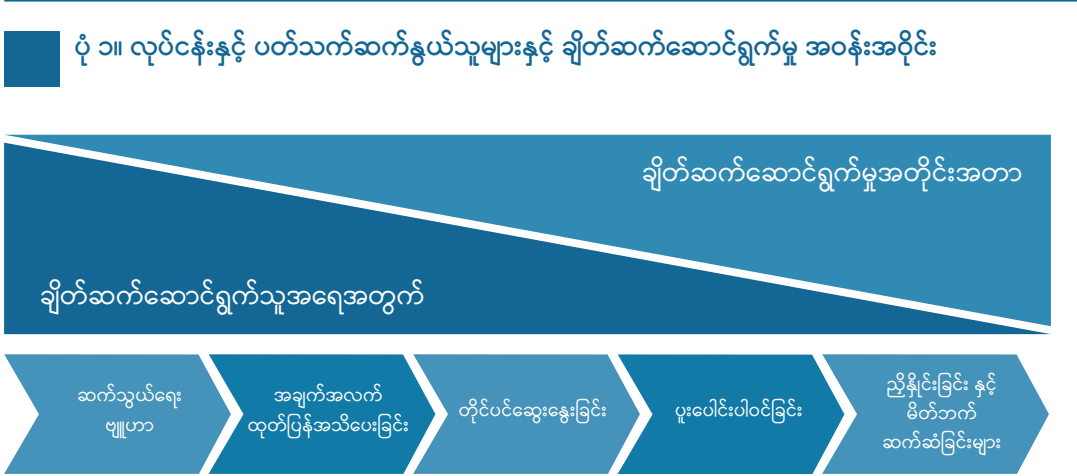 ပုံ ၁။ လုပ်ငန်းနှင့် ပတ်သက်ဆက်နွယ်သူများနှင့် ချိတ်ဆက်ဆောင်ရွက်မှု အဝန်းအဝိုင်း
ချိတ်ဆက်ဆောင်ရွက်မှုအတိုင်းအတာ
ချိတ်ဆက်ဆောင်ရွက်သူအရေအတွက်
ဆက်သွယ်ရေး
ဗျူဟာ
အချက်အလက်
ထုတ်ပြန်အသိပေးခြင်း
တိုင်ပင်ဆွေးနွေးခြင်း
ပူးပေါင်းပါဝင်ခြင်း
ညှိနှိုင်းခြင်း နှင့်
မိတ်ဘက်
ဆက်ဆံခြင်းများ